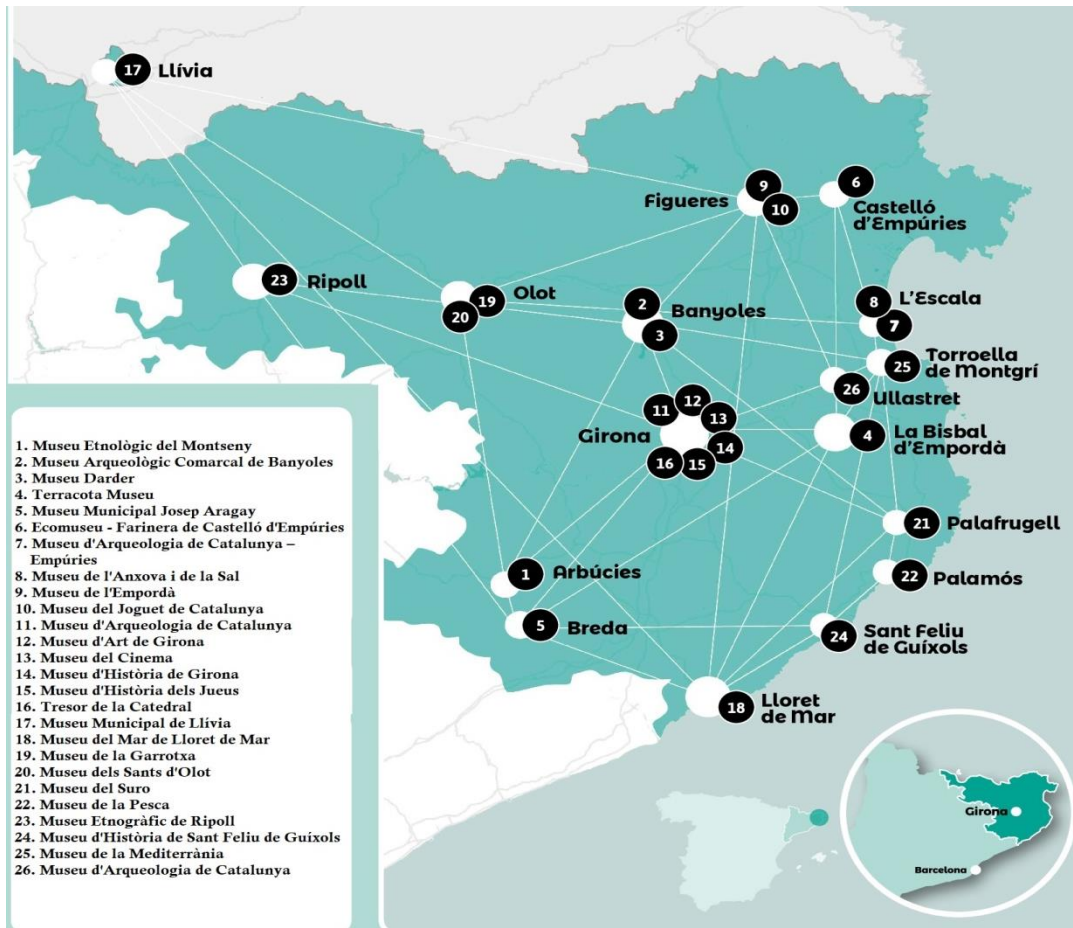 17 Llívia
9
6
Figueres
10
Castelló
d'Empúries
23
Ripoll
19
Olot
20
2
Banyoles
3
8
L'Escala
7
25
Torroella
de Montgrí
26
Ullastret
12
11
13
Girona
14
16
15
4
La Bisbal
d'Empordà
21
Palafrugell
1
Arbúcies
22
Palamós
5
Breda
24
Sant Feliu
de Guíxols
18
Lloret
de Mar
1. Museu Etnològic del Montseny
2. Museu Arqueològic Comarcal de Banyoles
3. Museu Darder
4. Terracota Museu
5. Museu Municipal Josep Aragay
6. Ecomuseu - Farinera de Castelló d'Empúries
7. Museu d'Arqueologia de Catalunya –
Empúries
8. Museu de l'Anxova i de la Sal
9. Museu de l'Empordà
10. Museu del Joguet de Catalunya
11. Museu d'Arqueologia de Catalunya
12. Museu d'Art de Girona
13. Museu del Cinema
14. Museu d'Història de Girona
15. Museu d'Història dels Jueus
16. Tresor de la Catedral
17. Museu Municipal de Llívia
18. Museu del Mar de Lloret de Mar
19. Museu de la Garrotxa
20. Museu dels Sants d'Olot
21. Museu del Suro
22. Museu de la Pesca
23. Museu Etnogràfic de Ripoll
24. Museu d'Història de Sant Feliu de Guíxols
25. Museu de la Mediterrània
26. Museu d'Arqueologia de Catalunya
Girona
Barcelona